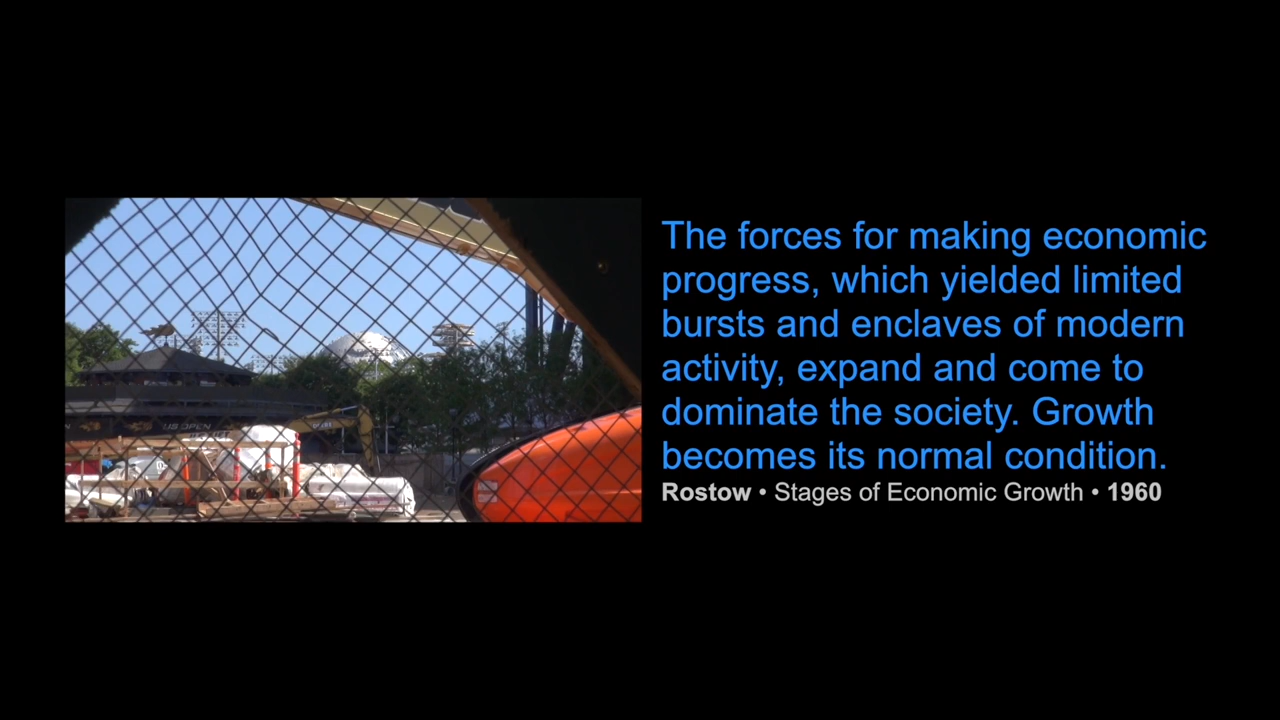 US OPEN
The forces for making economic
progress, which yielded limited
bursts and enclaves of modern
activity, expand and come to
dominate the society. Growth
becomes its normal condition.
Rostow • Stages of Economic Growth • 1960